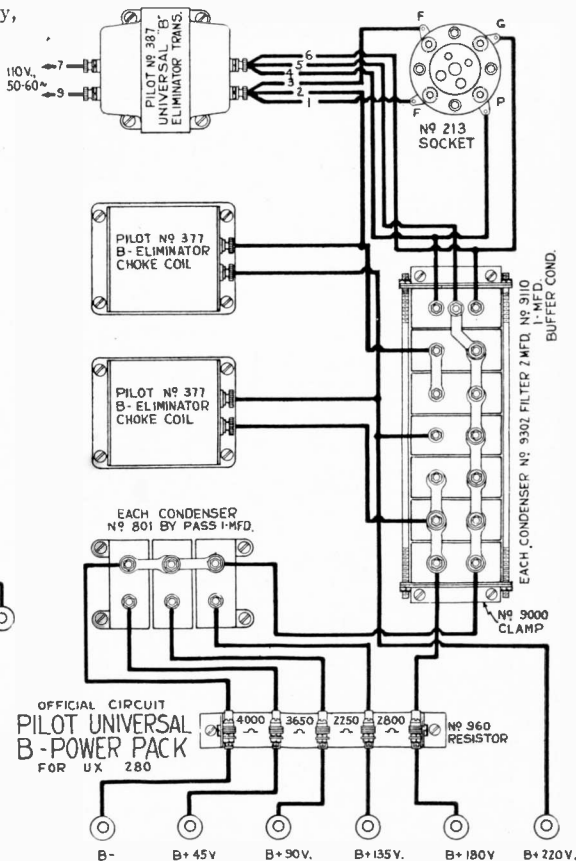 y,
110V.,
50-60~
7
9
PILOT Nº 387
UNIVERSAL "B"
ELIMINATOR TRANS.
6
5
4
3
2
1
F
G
F
P
Nº 213
SOCKET
PILOT Nº 377
B-ELIMINATOR
CHOKE COIL
PILOT Nº 377
B-ELIMINATOR
CHOKE COIL
EACH CONDENSER Nº 9302 FILTER 2 MFD, Nº 9110
1-MFD.
BUFFER COND.
EACH CONDENSER
Nº 801 BY PASS 1-MFD.
Nº 9000
CLAMP
OFFICIAL CIRCUIT
PILOT UNIVERSAL
B-POWER PACK
FOR UX 280
4000 3650 2250 2800
Nº 960
RESISTOR
B- B+45V B+90V. B+135V. B+180V B+220V.